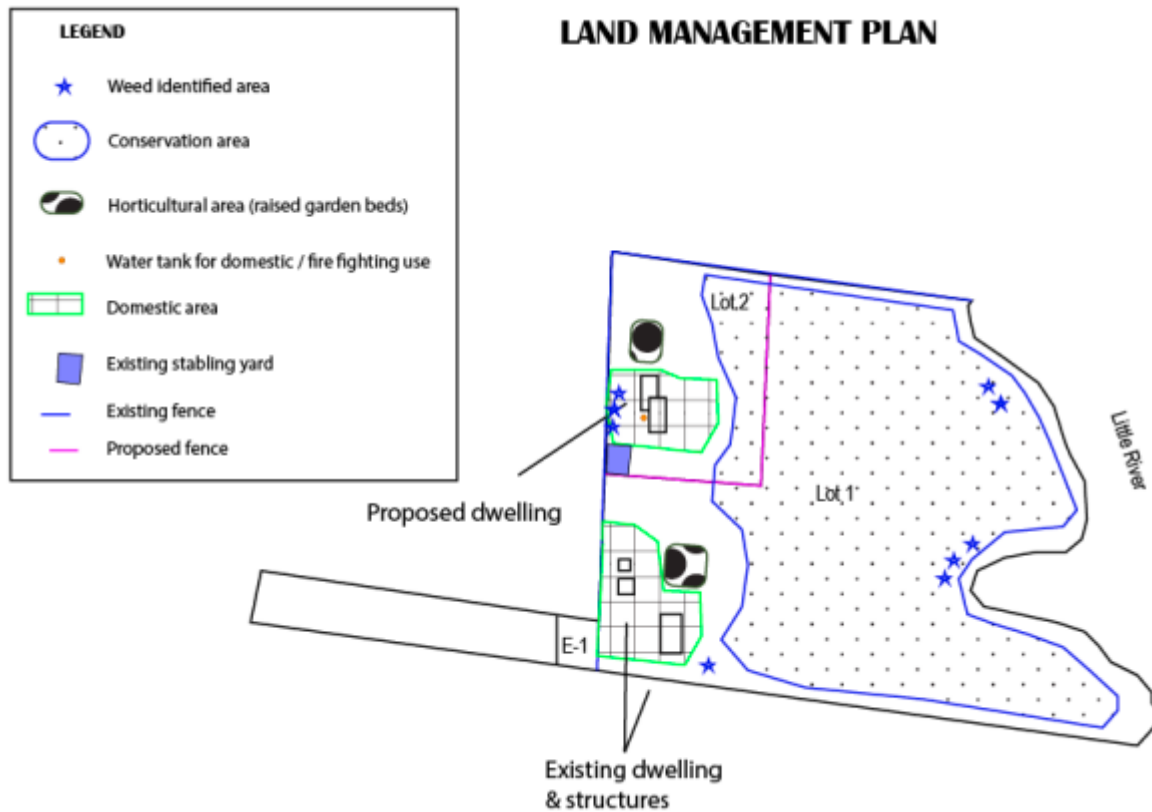 LEGEND
LAND MANAGEMENT PLAN
Weed identified area
Conservation area
Horticultural area (raised garden beds)
Water tank for domestic / fire fighting use
Domestic area
Existing stabling yard
Existing fence
Proposed fence
Lot.2
Little River
Lot 1
Proposed dwelling
E-1
Existing dwelling
& structures